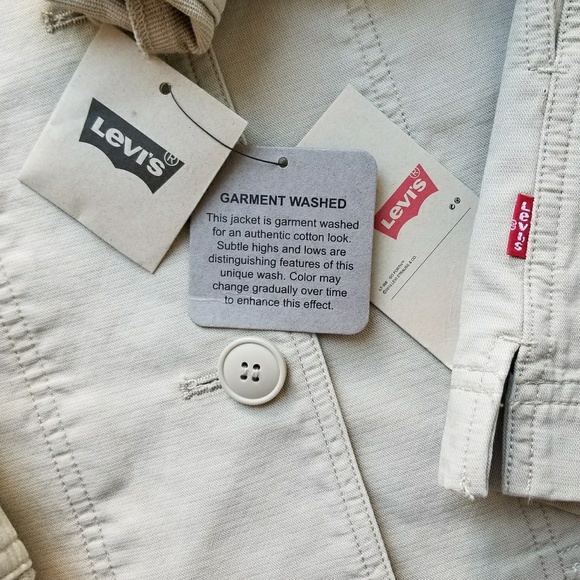 Levi's®
GARMENT WASHED
This jacket is garment washed
for an authentic cotton look.
Subtle highs and lows are
distinguishing features of this
unique wash. Color may
change gradually over time
to enhance this effect.
Levi's®
Levi's